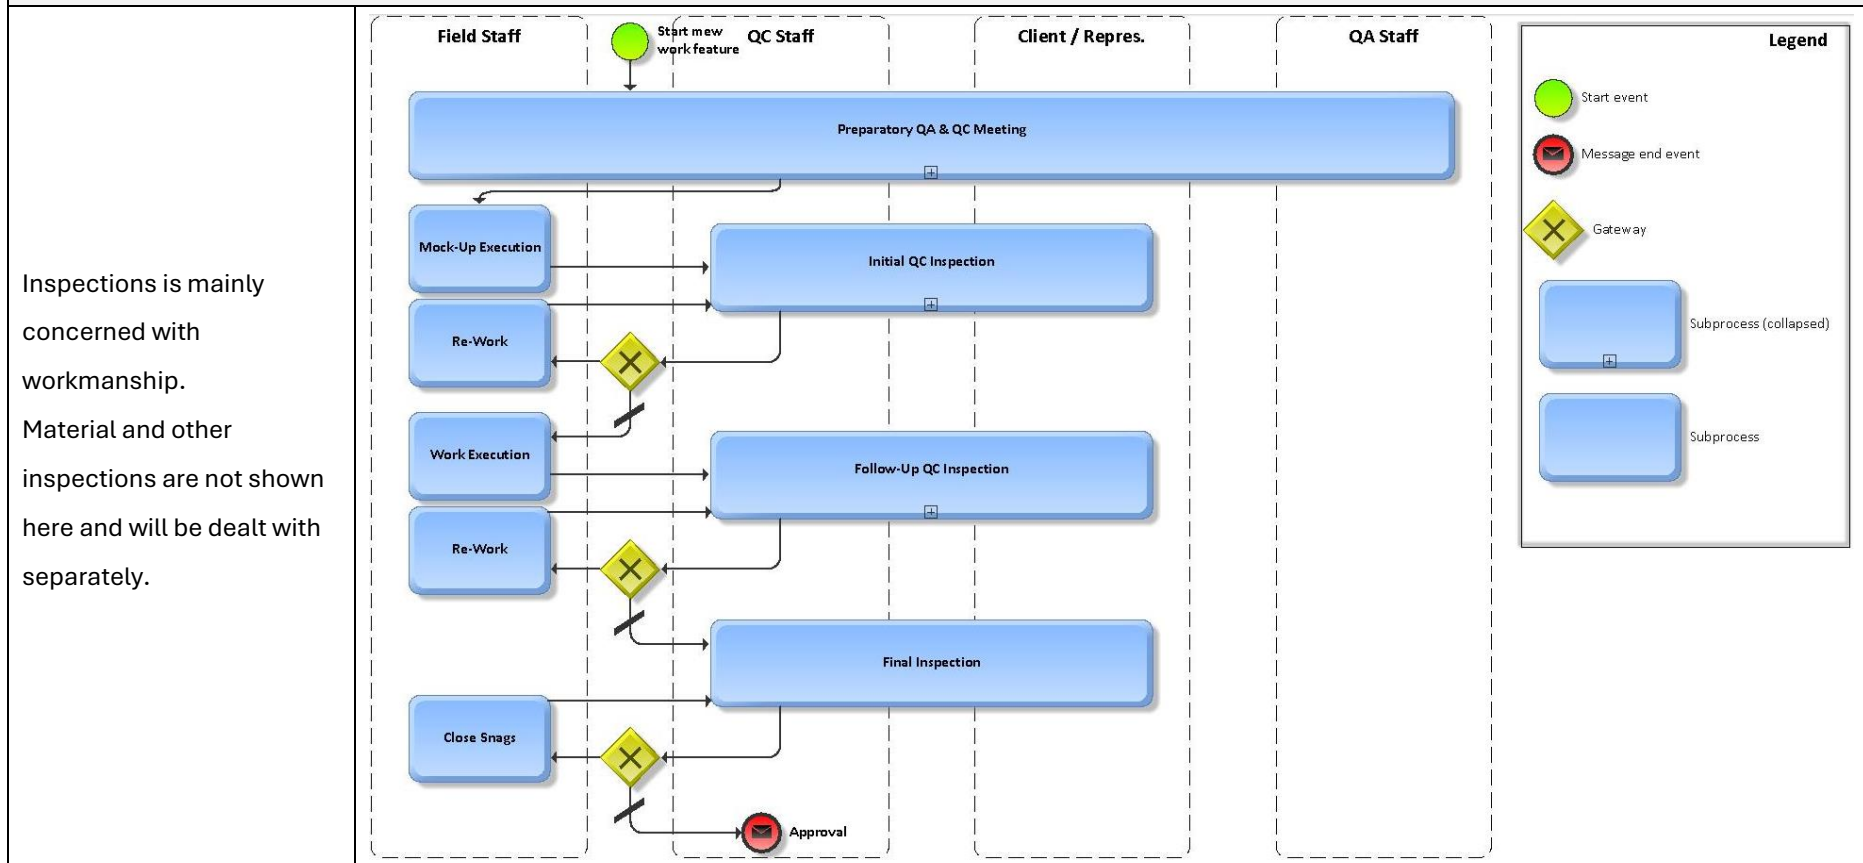 Inspections is mainly
concerned with
workmanship.
Material and other
inspections are not shown
here and will be dealt with
separately.
Field Staff
Start mew
work feature
QC Staff
Client / Repres.
QA Staff
Preparatory QA & QC Meeting
Mock-Up Execution
Initial QC Inspection
Re-Work
Work Execution
Follow-Up QC Inspection
Re-Work
Final Inspection
Close Snags
Approval
Legend
Start event
Message end event
Gateway
Subprocess (collapsed)
Subprocess